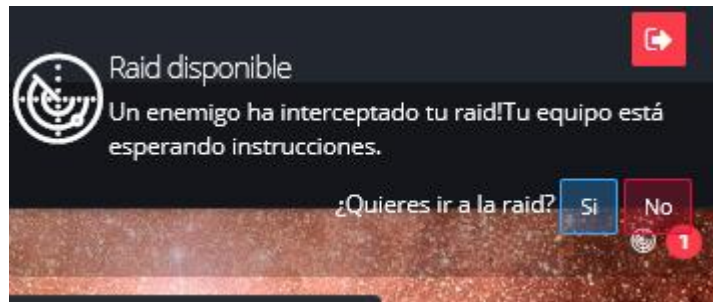 Raid disponible
Un enemigo ha interceptado tu raid!Tu equipo está
esperando instrucciones.
¿Quieres ir a la raid? Si No
1